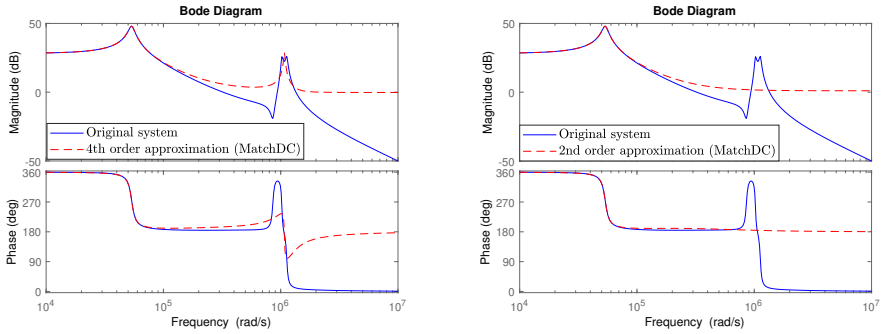 Bode Diagram
50
0
-50
Magnitude (dB)
Original system
4th order approximation (MatchDC)
360
270
180
90
0
Phase (deg)
10^4
10^5
10^6
10^7
Frequency (rad/s)
Bode Diagram
50
0
-50
Magnitude (dB)
Original system
2nd order approximation (MatchDC)
360
270
180
90
0
Phase (deg)
10^4
10^5
10^6
10^7
Frequency (rad/s)